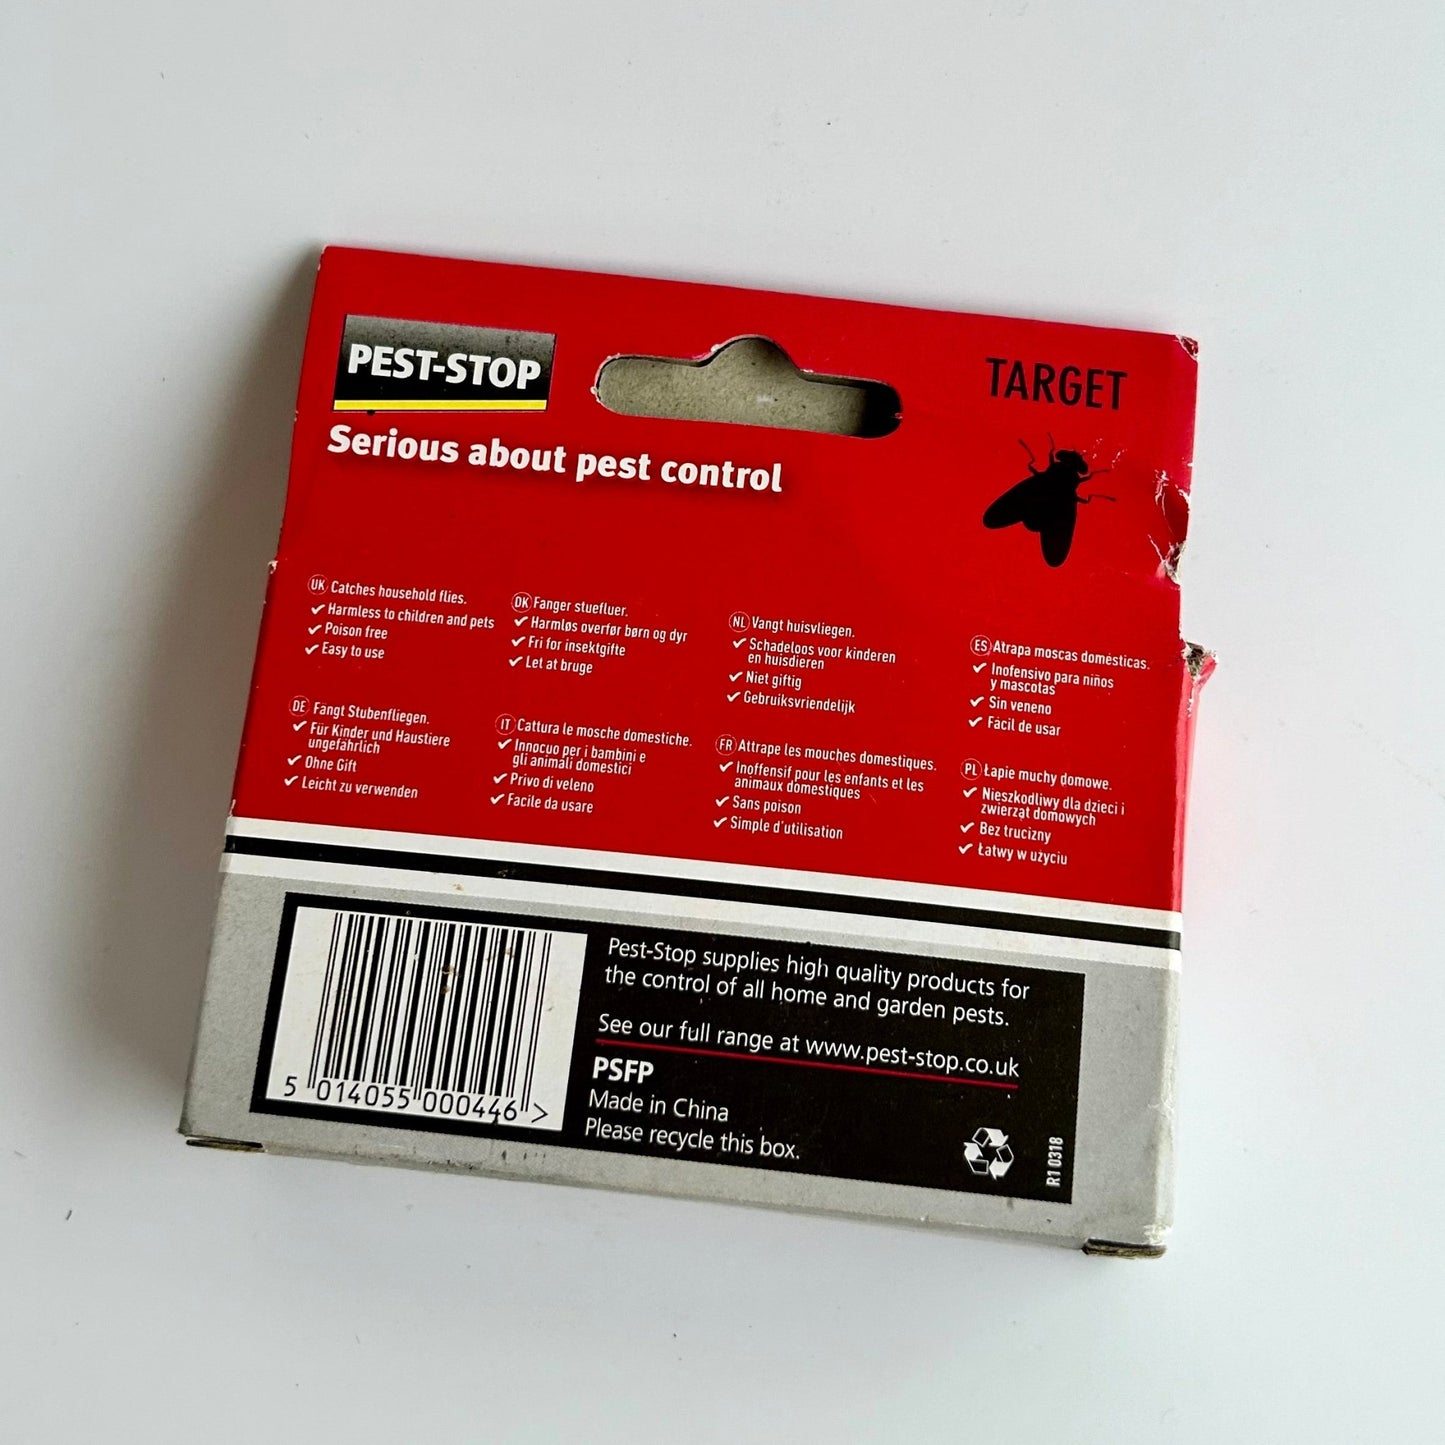 PEST-STOP
Serious about pest control
TARGET
UK Catches household flies.
✓ Harmless to children and pets
✓ Poison free
✓ Easy to use
DK Fanger stuefluer.
✓ Harmløs overfør børn og dyr
✓ Fri for insektgifte
✓ Let at bruge
NL Vangt huisvliegen.
✓ Schadeloos voor kinderen
en huisdieren
✓ Niet giftig
✓ Gebruiksvriendelijk
ES Atrapa moscas domésticas.
✓ Inofensivo para niños
y mascotas
✓ Sin veneno
✓ Fácil de usar
DE Fangt Stubenfliegen.
✓ Für Kinder und Haustiere
ungefährlich
✓ Ohne Gift
✓ Leicht zu verwenden
IT Cattura le mosche domestiche.
✓ Innocuo per i bambini e
gli animali domestici
✓ Privo di veleno
✓ Facile da usare
FR Attrape les mouches domestiques.
✓ Inoffensif pour les enfants et les
animaux domestiques
✓ Sans poison
✓ Simple d'utilisation
PL Łapie muchy domowe.
✓ Nieszkodliwy dla dzieci i
zwierząt domowych
✓ Bez trucizny
✓ Łatwy w użyciu
5 014055 000446 >
Pest-Stop supplies high quality products for
the control of all home and garden pests.
See our full range at www.pest-stop.co.uk
PSFP
Made in China
Please recycle this box.
R1 0318